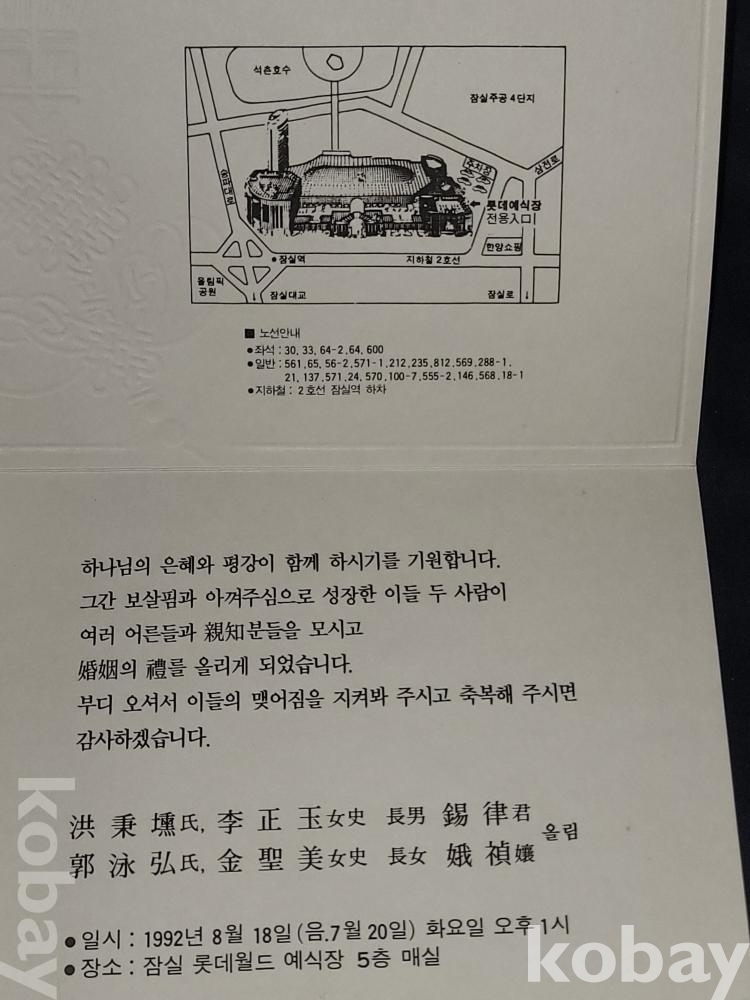 석촌호수
잠실주공 4단지
삼전로
주차장
롯데예식장
전용入口
한양쇼핑
잠실역
지하철 2호선
올림픽
공원
잠실대교
잠실로
■ 노선안내
●좌석 : 30, 33, 64-2, 64, 600
●일반 : 561, 65, 56-2, 571-1, 212, 235, 812, 569, 288-1,
21, 137, 571, 24, 570, 100-7, 555-2, 146, 568, 18-1
●지하철 : 2호선 잠실역 하차
하나님의 은혜와 평강이 함께 하시기를 기원합니다.
그간 보살핌과 아껴주심으로 성장한 이들 두 사람이
여러 어른들과 親知분들을 모시고
婚姻의 禮를 올리게 되었습니다.
부디 오셔서 이들의 맺어짐을 지켜봐 주시고 축복해 주시면
감사하겠습니다.
洪秉壎氏, 李正玉女史 長男 錫律君
郭泳弘氏, 金聖美女史 長女 娥禎孃
올림
●일시 : 1992년 8월 18일 (음.7월 20일) 화요일 오후 1시
●장소 : 잠실 롯데월드 예식장 5층 매실
kobay
kobay